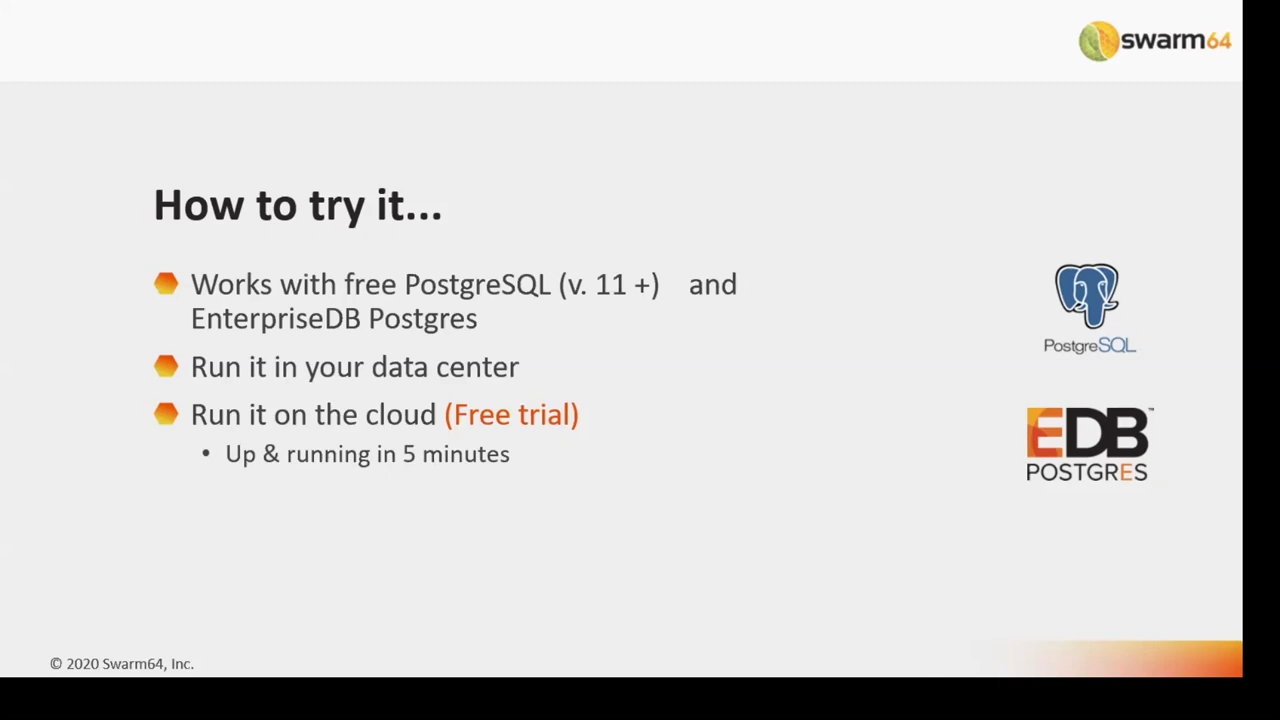 swarm64
How to try it...
Works with free PostgreSQL (v. 11 +) and
EnterpriseDB Postgres
Run it in your data center
Run it on the cloud (Free trial)
• Up & running in 5 minutes
PostgreSQL
EDB™
POSTGRES
© 2020 Swarm64, Inc.